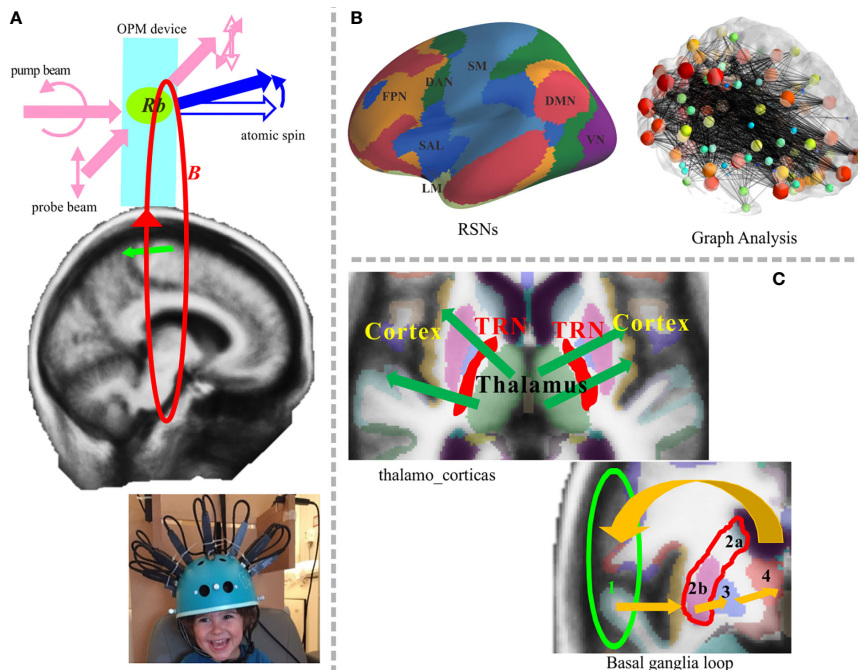 A
OPM device
pump beam
Rb
atomic spin
B
probe beam
B
SM
DAN
FPN
DMN
SAL
VN
LM
RSNs
Graph Analysis
C
Cortex
TRN
TRN
Cortex
Thalamus
thalamo_corticas
2a
1
2b
3
4
Basal ganglia loop